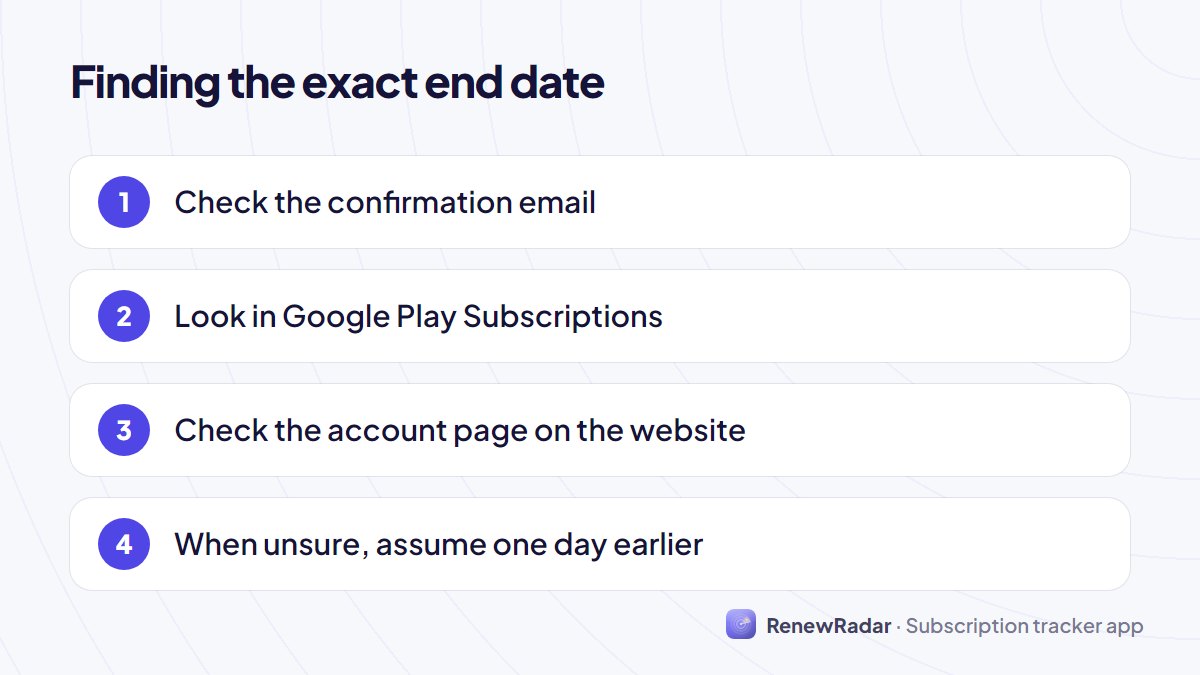 Finding the exact end date
1 Check the confirmation email
2 Look in Google Play Subscriptions
3 Check the account page on the website
4 When unsure, assume one day earlier
RenewRadar · Subscription tracker app